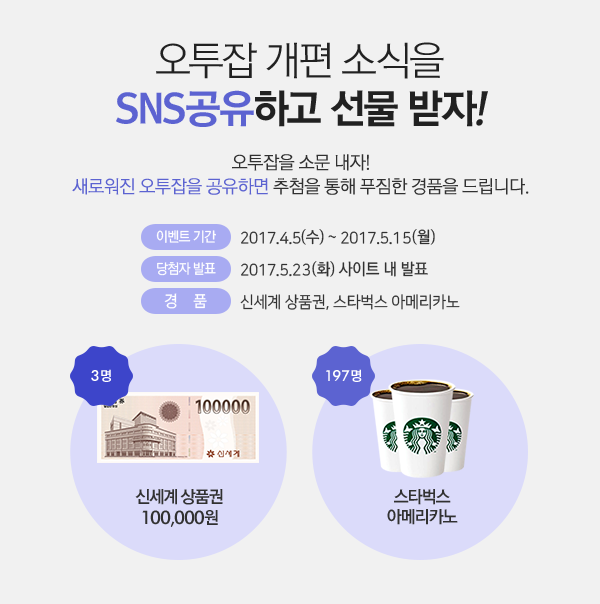 오투잡 개편 소식을
SNS공유하고 선물 받자!
오투잡을 소문 내자!
새로워진 오투잡을 공유하면 추첨을 통해 푸짐한 경품을 드립니다.
이벤트 기간 2017.4.5(수) ~ 2017.5.15(월)
당첨자 발표 2017.5.23(화) 사이트 내 발표
경 품 신세계 상품권, 스타벅스 아메리카노
3명
100000
신세계
신세계 상품권
100,000원
197명
스타벅스
아메리카노